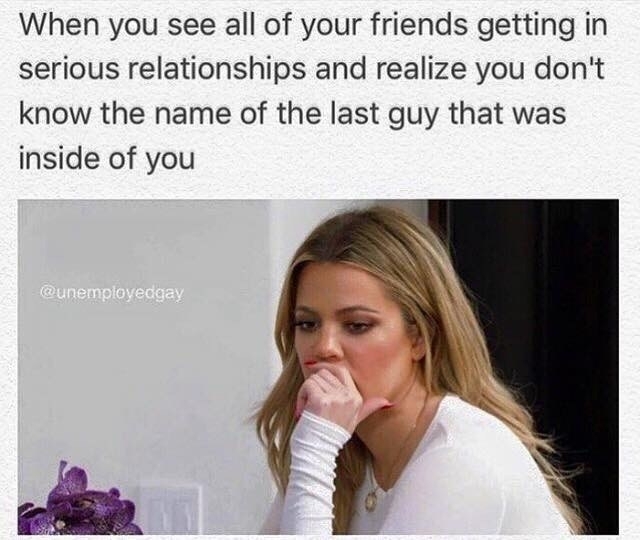 When you see all of your friends getting in
serious relationships and realize you don't
know the name of the last guy that was
inside of you
@unemployedgay